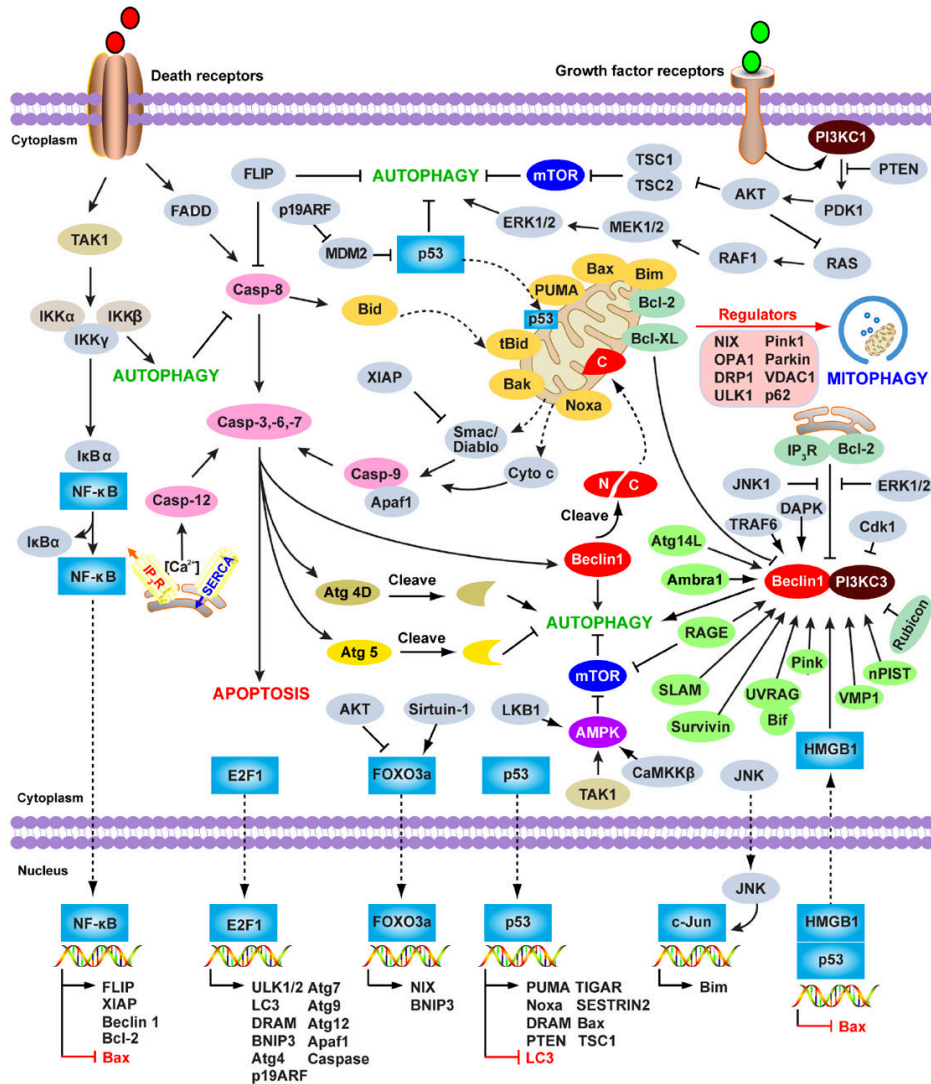 Death receptors
Growth factor receptors
Cytoplasm
PI3KC1
PTEN
PDK1
AKT
TSC1
TSC2
mTOR
AUTOPHAGY
FLIP
FADD
p19ARF
MDM2
p53
ERK1/2
MEK1/2
RAF1
RAS
TAK1
IKKα
IKKβ
IKKγ
AUTOPHAGY
Casp-8
Bid
tBid
p53
PUMA
Bax
Bim
Bcl-2
Bcl-XL
C
Bak
Noxa
Regulators
NIX Pink1
OPA1 Parkin
DRP1 VDAC1
ULK1 p62
MITOPHAGY
XIAP
Smac/
Diablo
Cyto c
Casp-3,-6,-7
Casp-9
Apaf1
Casp-12
[Ca2+]
IP3R
SERCA
IκBα
NF-κB
IκBα
NF-κB
N C
Cleave
Beclin1
IP3R
Bcl-2
JNK1
ERK1/2
DAPK
TRAF6
Cdk1
Atg14L
Ambra1
Beclin1
PI3KC3
Rubicon
Atg 4D
Cleave
Atg 5
Cleave
AUTOPHAGY
RAGE
SLAM
Survivin
UVRAG
Bif
Pink
VMP1
nPIST
mTOR
APOPTOSIS
AKT
Sirtuin-1
LKB1
AMPK
CaMKKβ
TAK1
HMGB1
E2F1
FOXO3a
p53
JNK
Cytoplasm
Nucleus
NF-κB
E2F1
FOXO3a
p53
JNK
c-Jun
HMGB1
p53
FLIP
XIAP
Beclin 1
Bcl-2
Bax
ULK1/2 Atg7
LC3 Atg9
DRAM Atg12
BNIP3 Apaf1
Atg4 Caspase
p19ARF
NIX
BNIP3
PUMA TIGAR
Noxa SESTRIN2
DRAM Bax
PTEN TSC1
LC3
Bim
Bax